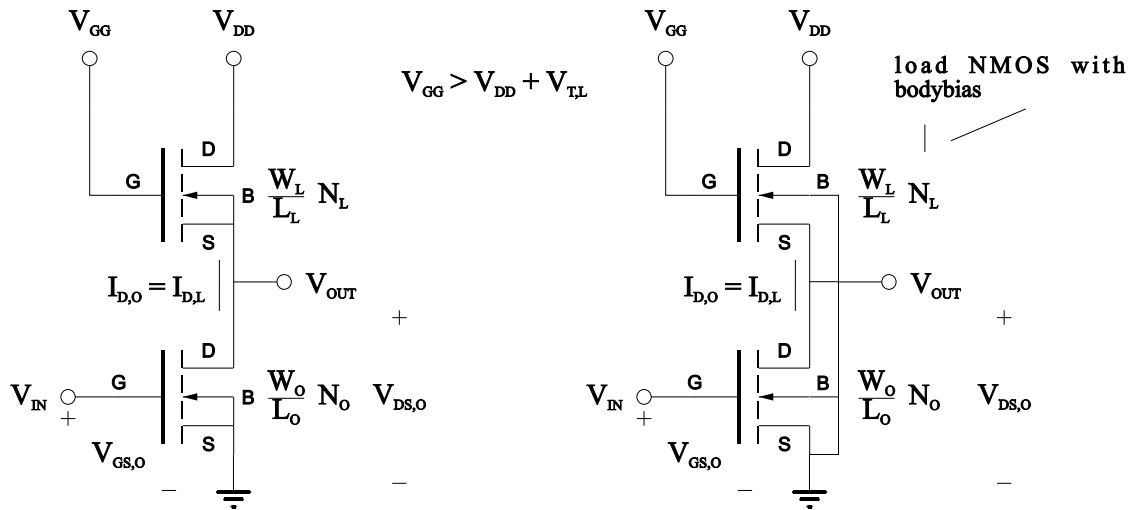 V_GG V_DD
V_GG > V_DD + V_T,L
D
G
B
W_L
L_L
N_L
S
I_D,O = I_D,L
V_OUT
+
D
V_IN
G
B
W_O
L_O
N_O
V_DS,O
+
S
V_GS,O
− −
V_GG V_DD
load NMOS with
bodybias
D
G
B
W_L
L_L
N_L
S
I_D,O = I_D,L
V_OUT
+
D
V_IN
G
B
W_O
L_O
N_O
V_DS,O
+
S
V_GS,O
− −